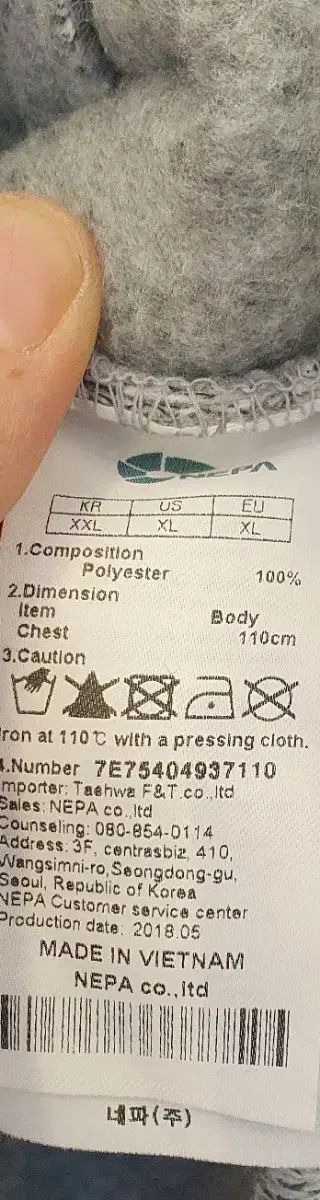 NEPA
KR US EU
XXL XL XL
1.Composition
Polyester 100%
2.Dimension
Item Body
Chest 110cm
3.Caution
Iron at 110℃ with a pressing cloth.
4.Number 7E75404937110
Importer: Taehwa F&T.co.,ltd
Sales: NEPA co.,ltd
Counseling: 080-854-0114
Address: 3F, centrasbiz, 410,
Wangsimni-ro,Seongdong-gu,
Seoul, Republic of Korea
NEPA Customer service center
Production date: 2018.05
MADE IN VIETNAM
NEPA co.,ltd
네파(주)